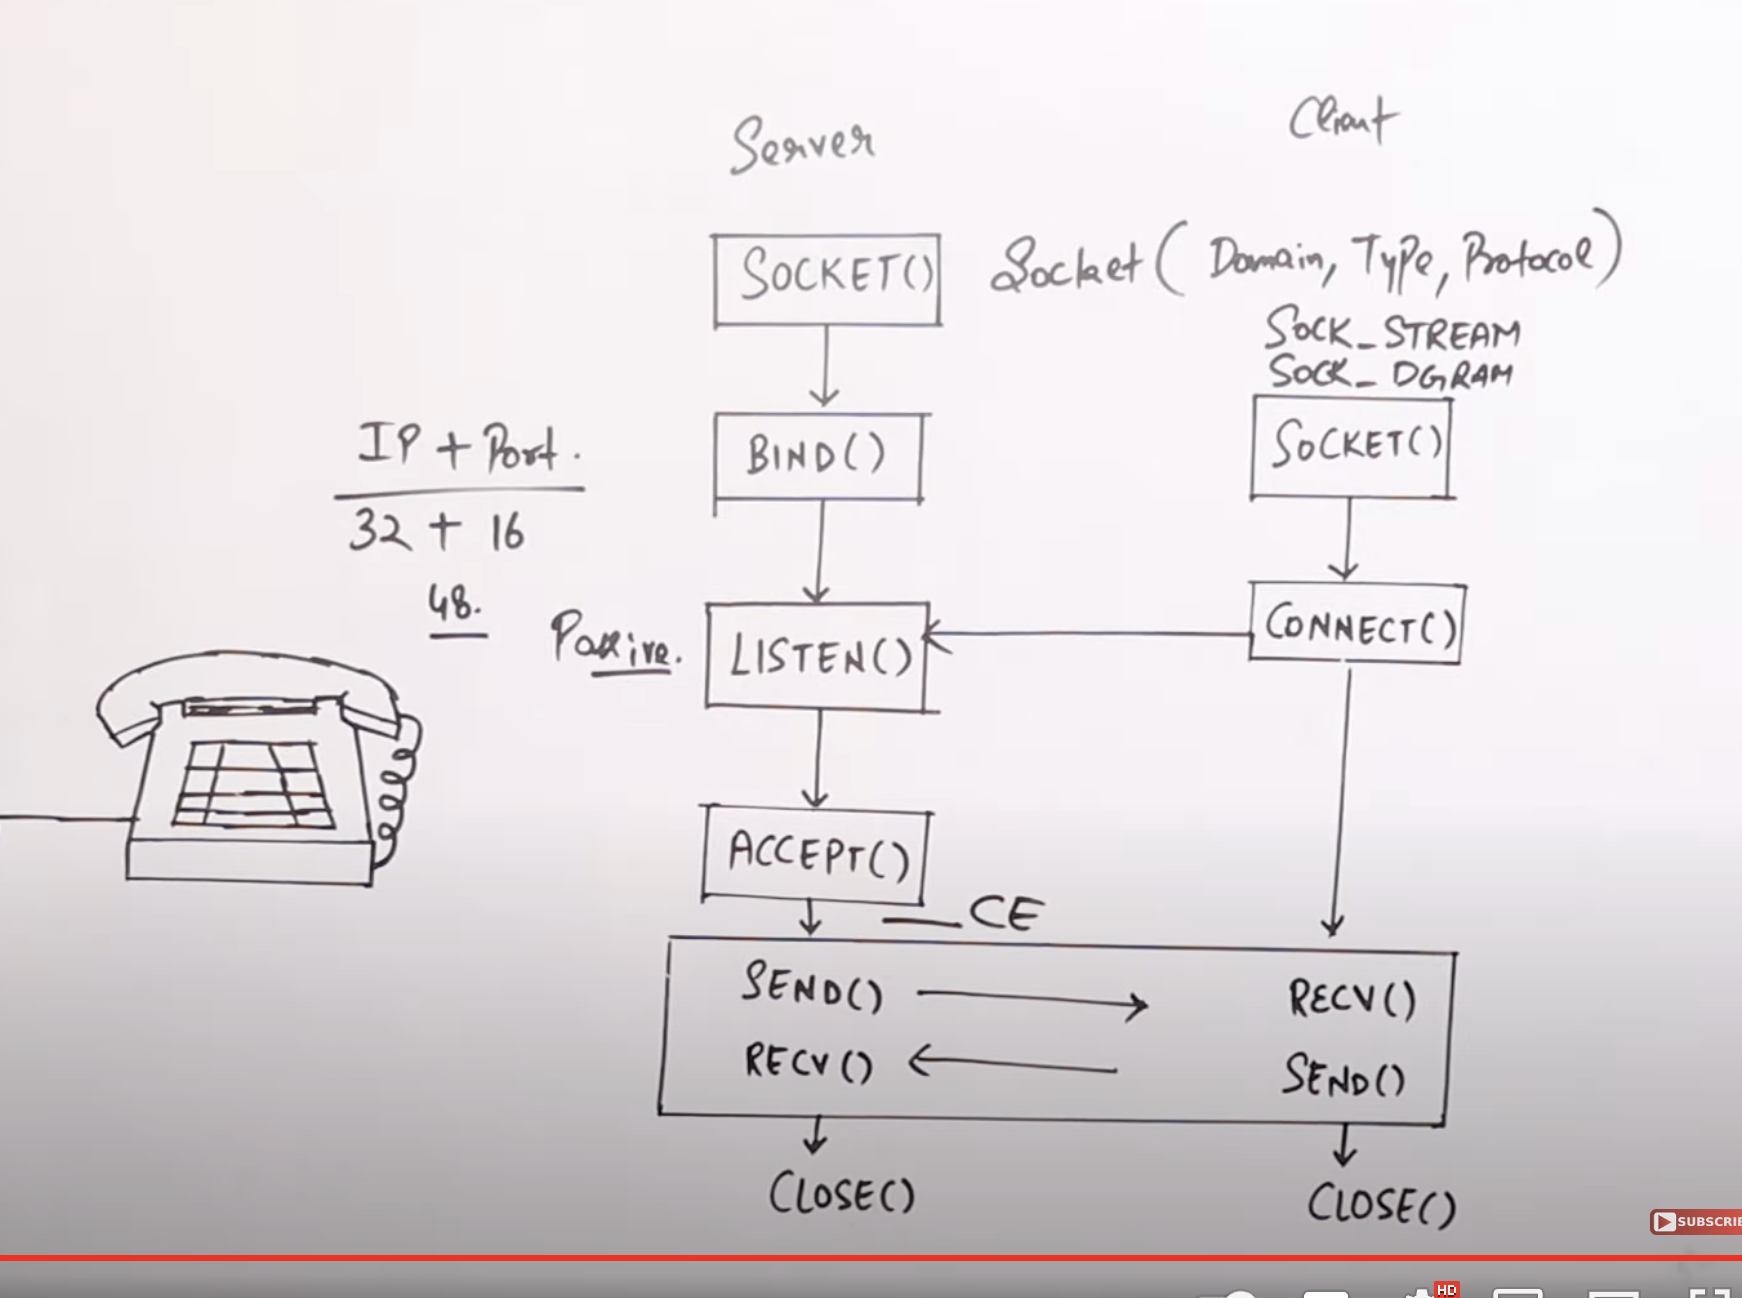 Server
Client
SOCKET()
Socket( Domain, Type, Protocol)
SOCK_STREAM
SOCK_DGRAM
IP + Port.
32 + 16
48.
BIND()
SOCKET()
Passive.
LISTEN()
CONNECT()
ACCEPT()
CE
SEND()
RECV()
RECV()
SEND()
CLOSE()
CLOSE()
SUBSCRIBE
HD